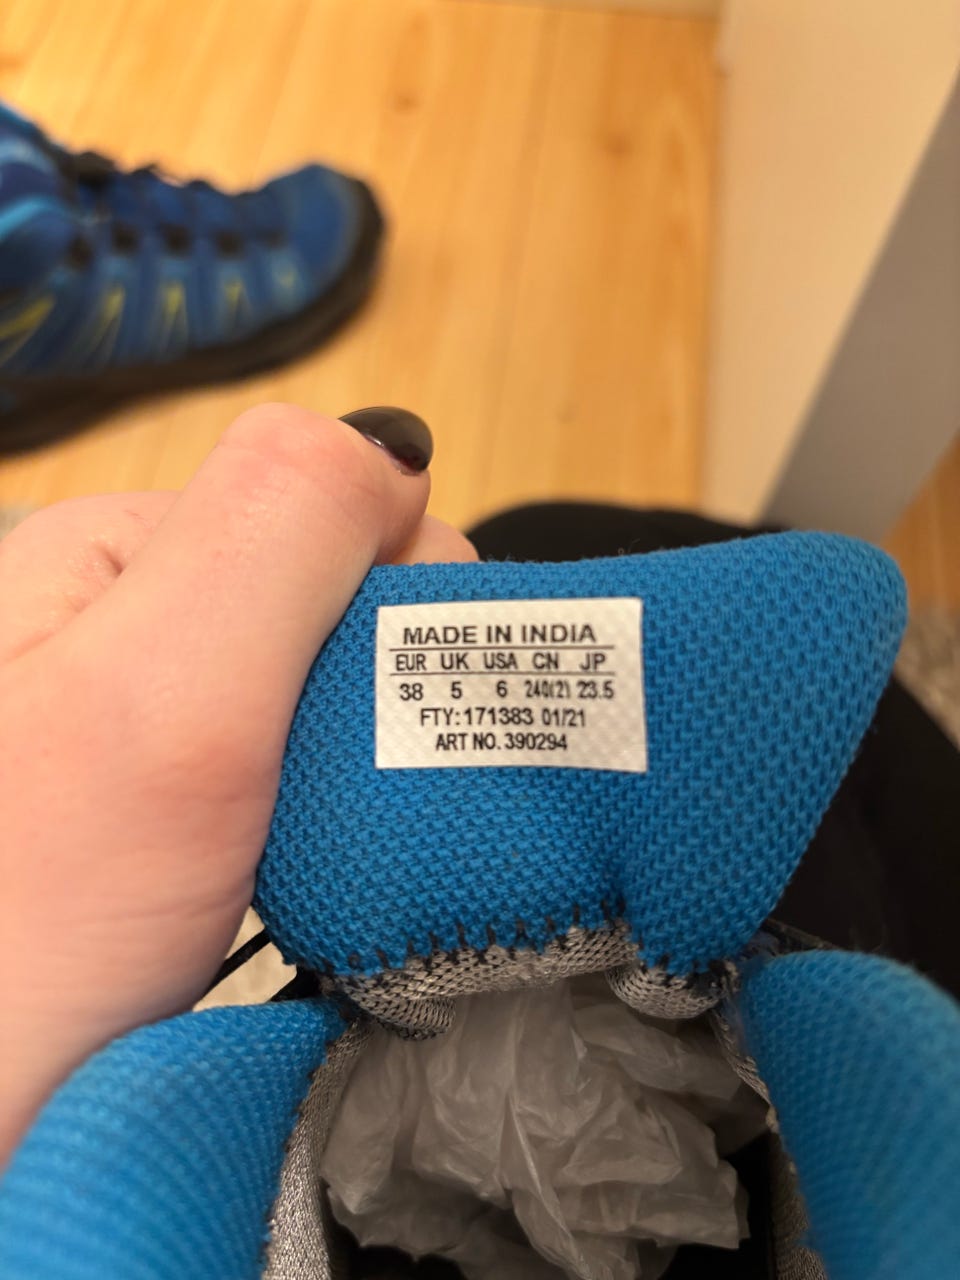 MADE IN INDIA
EUR UK USA CN JP
38 5 6 240(2) 23.5
FTY:171383 01/21
ART NO. 390294